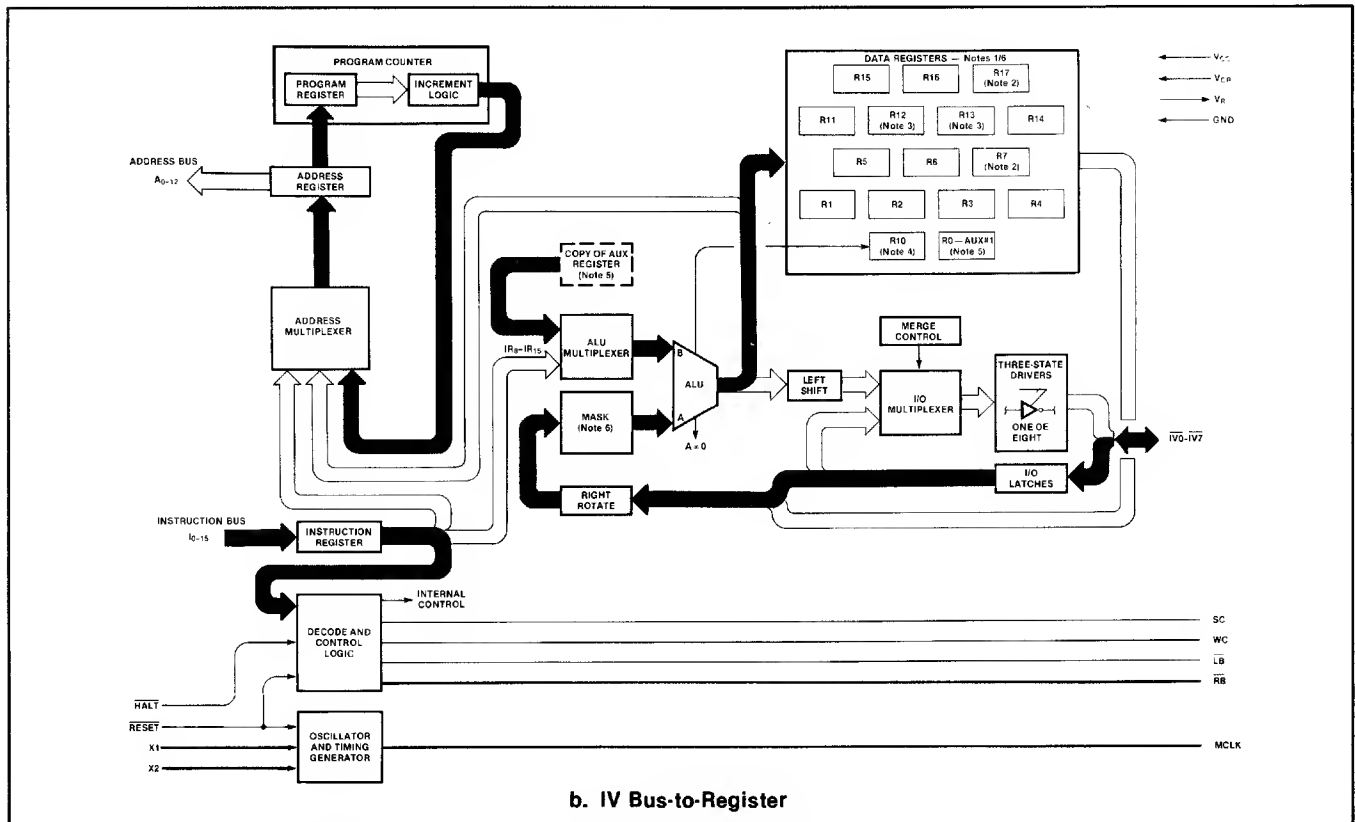 PROGRAM COUNTER
PROGRAM
REGISTER
INCREMENT
LOGIC
ADDRESS BUS
A0-12
ADDRESS
REGISTER
ADDRESS
MULTIPLEXER
DATA REGISTERS — Notes 1/6
R15
R16
R17
(Note 2)
R11
R12
(Note 3)
R13
(Note 3)
R14
R5
R6
R7
(Note 2)
R1
R2
R3
R4
R10
(Note 4)
R0—AUX#1
(Note 5)
VCC
VCR
VR
GND
COPY OF AUX
REGISTER
(Note 5)
IR8–IR15
ALU
MULTIPLEXER
MASK
(Note 6)
B
ALU
A
A ≠ 0
RIGHT
ROTATE
LEFT
SHIFT
MERGE
CONTROL
I/O
MULTIPLEXER
THREE-STATE
DRIVERS
ONE OF
EIGHT
IV0-IV7
I/O
LATCHES
INSTRUCTION BUS
I0-15
INSTRUCTION
REGISTER
INTERNAL
CONTROL
DECODE AND
CONTROL
LOGIC
SC
WC
LB
RB
HALT
RESET
X1
X2
OSCILLATOR
AND TIMING
GENERATOR
MCLK
b. IV Bus-to-Register